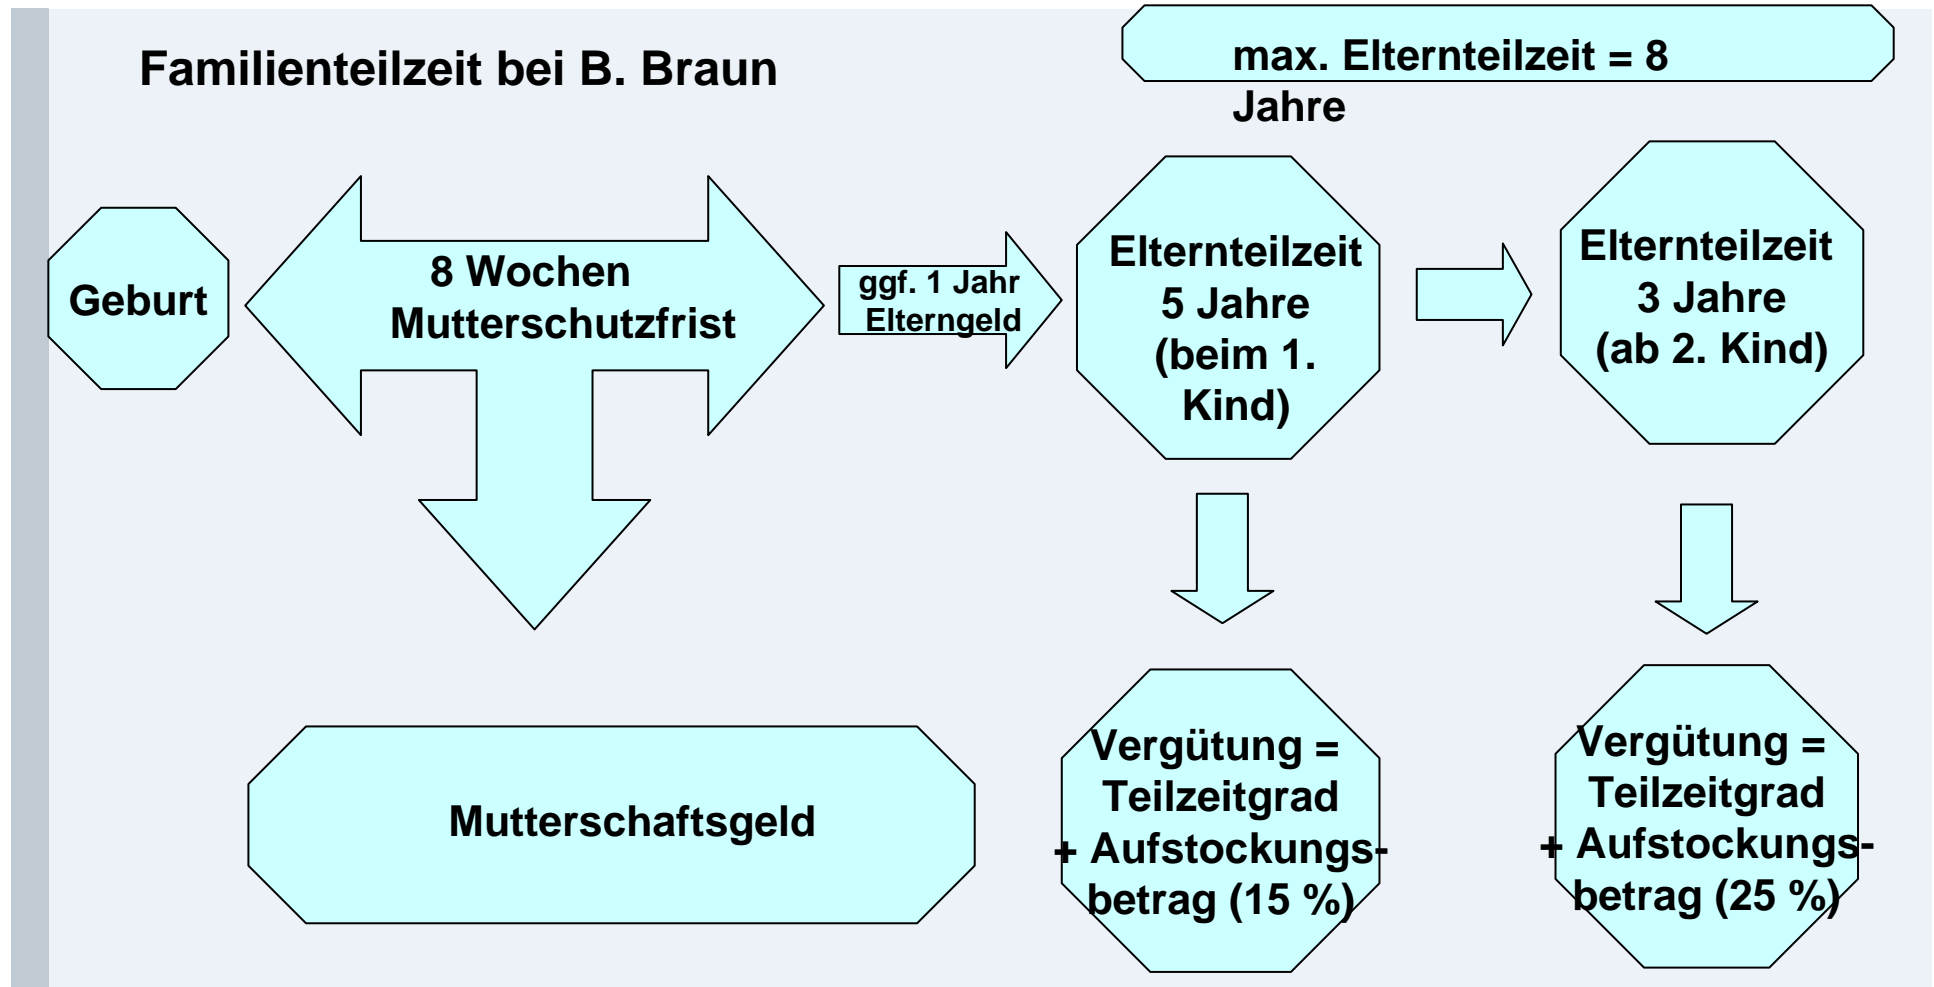 Familienteilzeit bei B. Braun
max. Elternteilzeit = 8
Jahre
Geburt
8 Wochen
Mutterschutzfrist
ggf. 1 Jahr
Elterngeld
Elternteilzeit
5 Jahre
(beim 1.
Kind)
Elternteilzeit
3 Jahre
(ab 2. Kind)
Mutterschaftsgeld
Vergütung =
Teilzeitgrad
+ Aufstockungs-
betrag (15 %)
Vergütung =
Teilzeitgrad
+ Aufstockungs-
betrag (25 %)